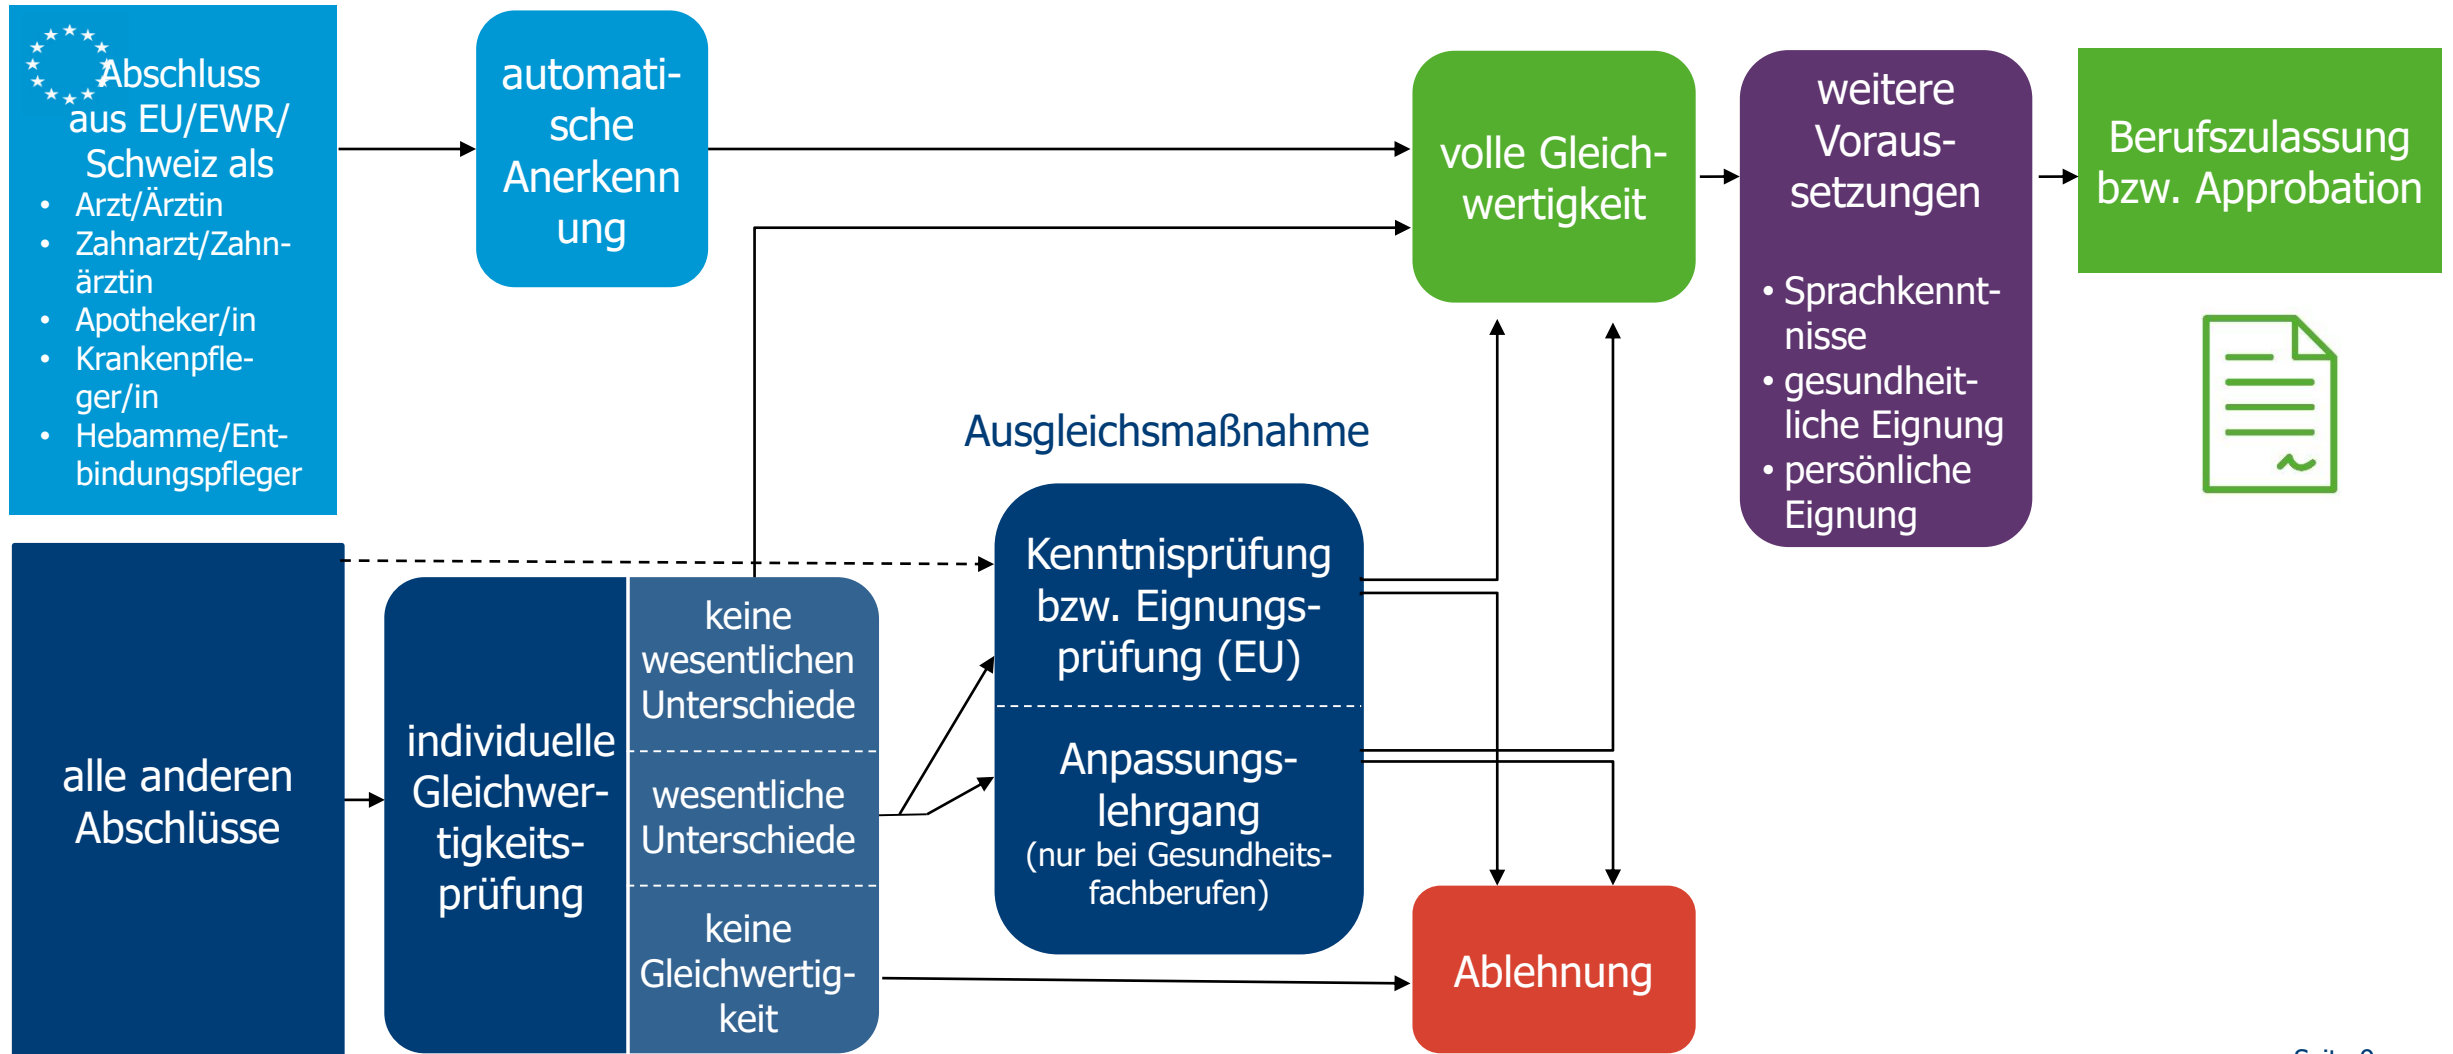 Abschluss
aus EU/EWR/
Schweiz als
• Arzt/Ärztin
• Zahnarzt/Zahn-
ärztin
• Apotheker/in
• Krankenpfle-
ger/in
• Hebamme/Ent-
bindungspfleger
automati-
sche
Anerkenn
ung
volle Gleich-
wertigkeit
weitere
Voraus-
setzungen
• Sprachkennt-
nisse
• gesundheit-
liche Eignung
• persönliche
Eignung
Berufszulassung
bzw. Approbation
alle anderen
Abschlüsse
individuelle
Gleichwer-
tigkeits-
prüfung
keine
wesentlichen
Unterschiede
wesentliche
Unterschiede
keine
Gleichwertig-
keit
Ausgleichsmaßnahme
Kenntnisprüfung
bzw. Eignungs-
prüfung (EU)
Anpassungs-
lehrgang
(nur bei Gesundheits-
fachberufen)
Ablehnung